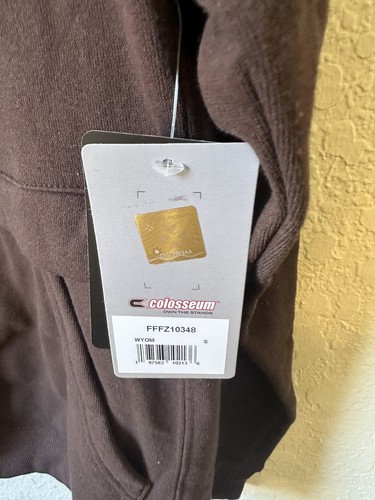 colosseum
OWN THE STANDS
FFFZ10348
WYOM S